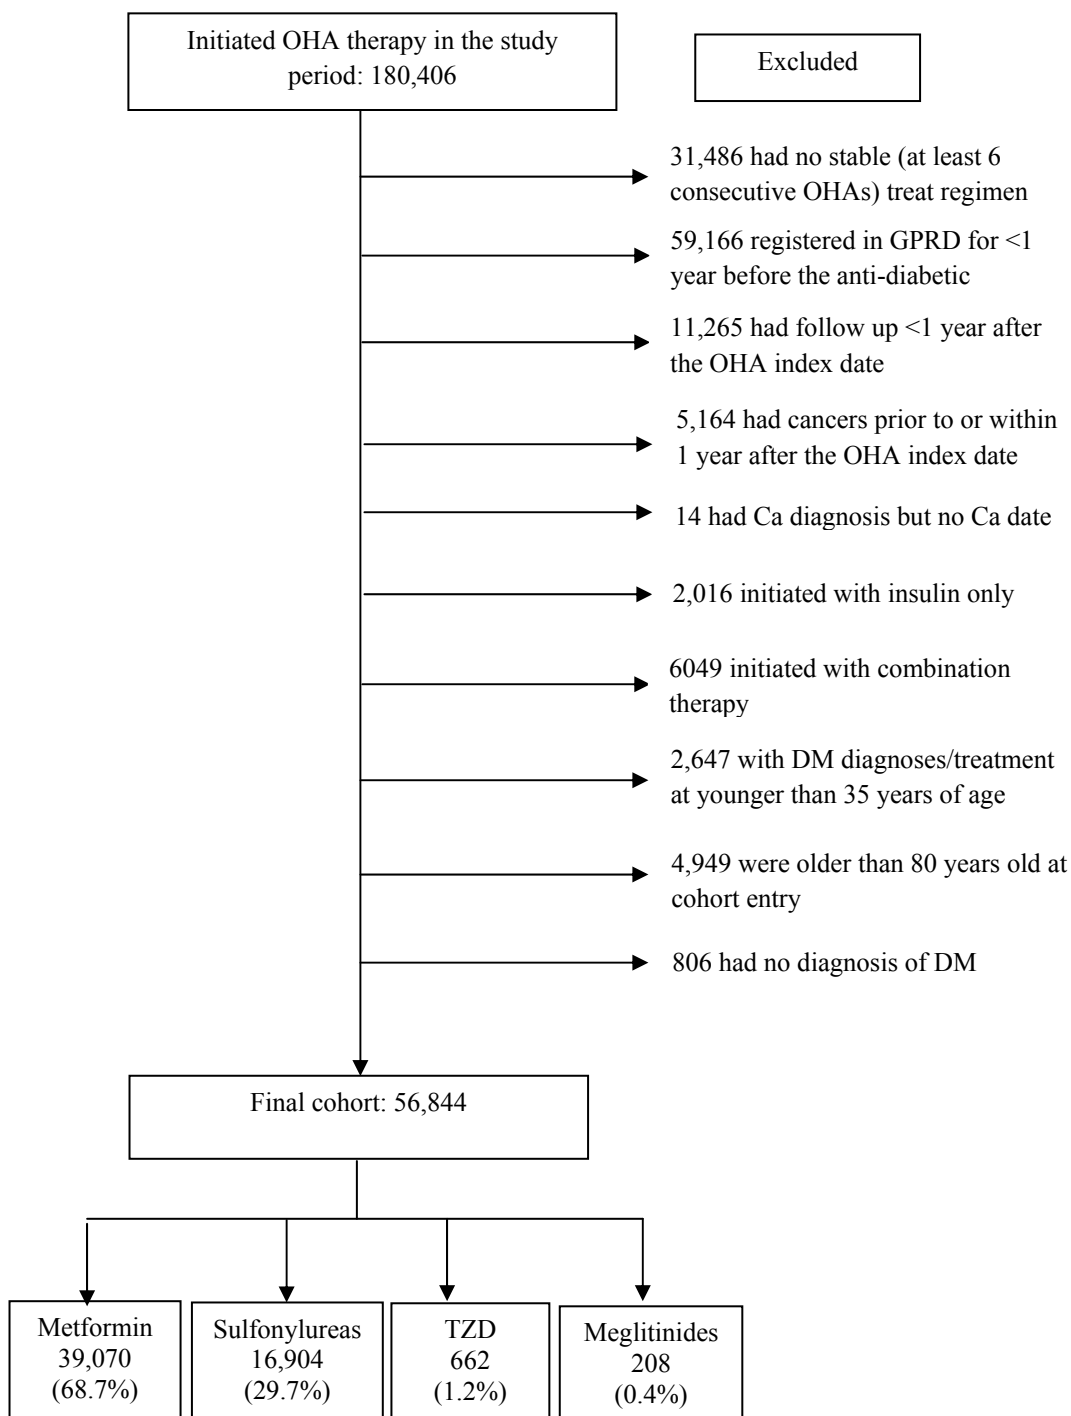 Initiated OHA therapy in the study
period: 180,406
Excluded
31,486 had no stable (at least 6
consecutive OHAs) treat regimen
59,166 registered in GPRD for <1
year before the anti-diabetic
11,265 had follow up <1 year after
the OHA index date
5,164 had cancers prior to or within
1 year after the OHA index date
14 had Ca diagnosis but no Ca date
2,016 initiated with insulin only
6049 initiated with combination
therapy
2,647 with DM diagnoses/treatment
at younger than 35 years of age
4,949 were older than 80 years old at
cohort entry
806 had no diagnosis of DM
Final cohort: 56,844
Metformin
39,070
(68.7%)
Sulfonylureas
16,904
(29.7%)
TZD
662
(1.2%)
Meglitinides
208
(0.4%)